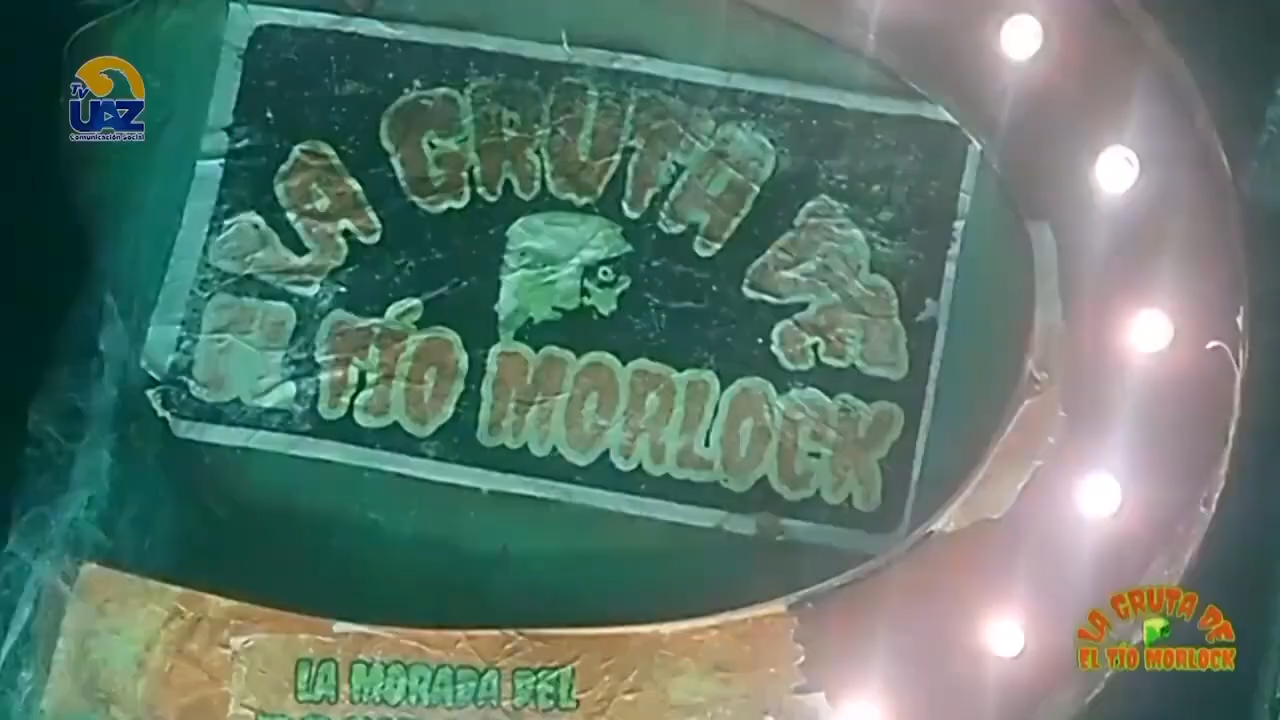 TV
UAZ
Comunicación Social
LA GRUTA DE
EL TÍO MORLOCK
LA MORADA DEL
LA GRUTA DE
EL TÍO MORLOCK